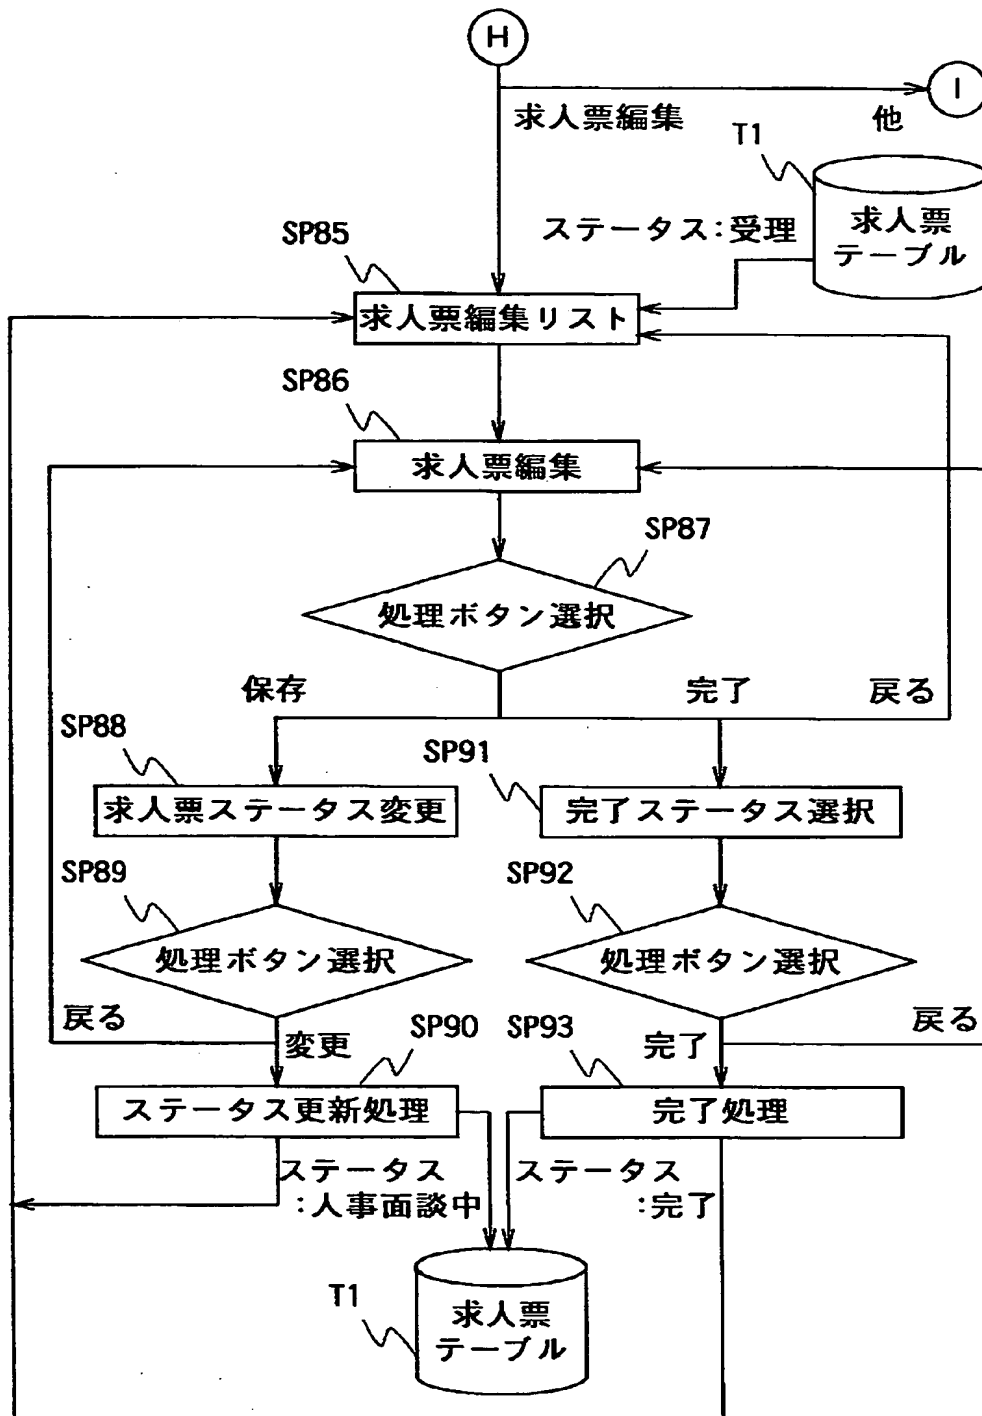 H
I
求人票編集
他
T1
求人票
テーブル
ステータス:受理
SP85
求人票編集リスト
SP86
求人票編集
SP87
処理ボタン選択
保存
完了
戻る
SP88
求人票ステータス変更
SP91
完了ステータス選択
SP89
処理ボタン選択
SP92
処理ボタン選択
戻る
変更
SP90
ステータス更新処理
完了
SP93
戻る
完了処理
ステータス
:人事面談中
ステータス
:完了
T1
求人票
テーブル